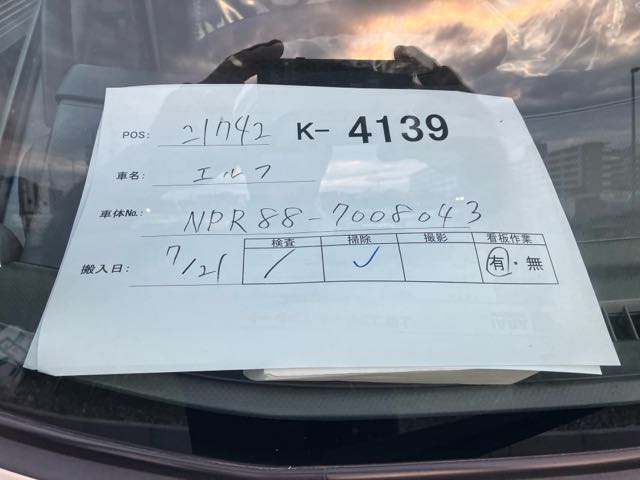 POS: 21742 K- 4139
車名: エルフ
車体No.: NPR88-7008043
検査 掃除 撮影 看板作業
搬入日: 7/21 / ✓ 有・無